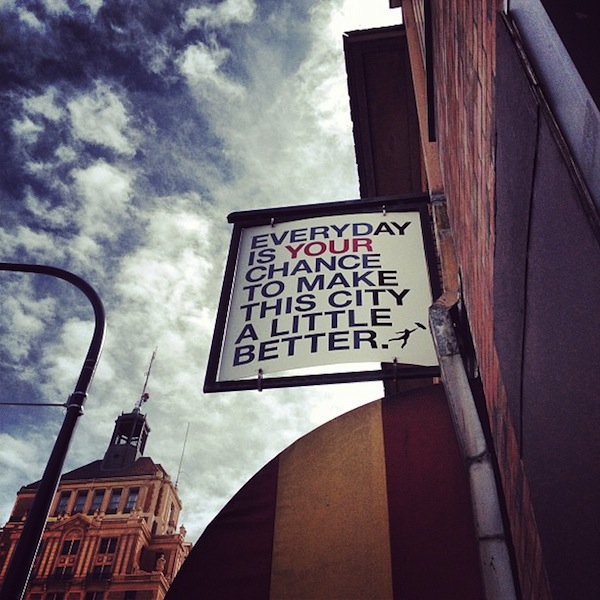 EVERYDAY
IS YOUR
CHANCE
TO MAKE
THIS CITY
A LITTLE
BETTER.